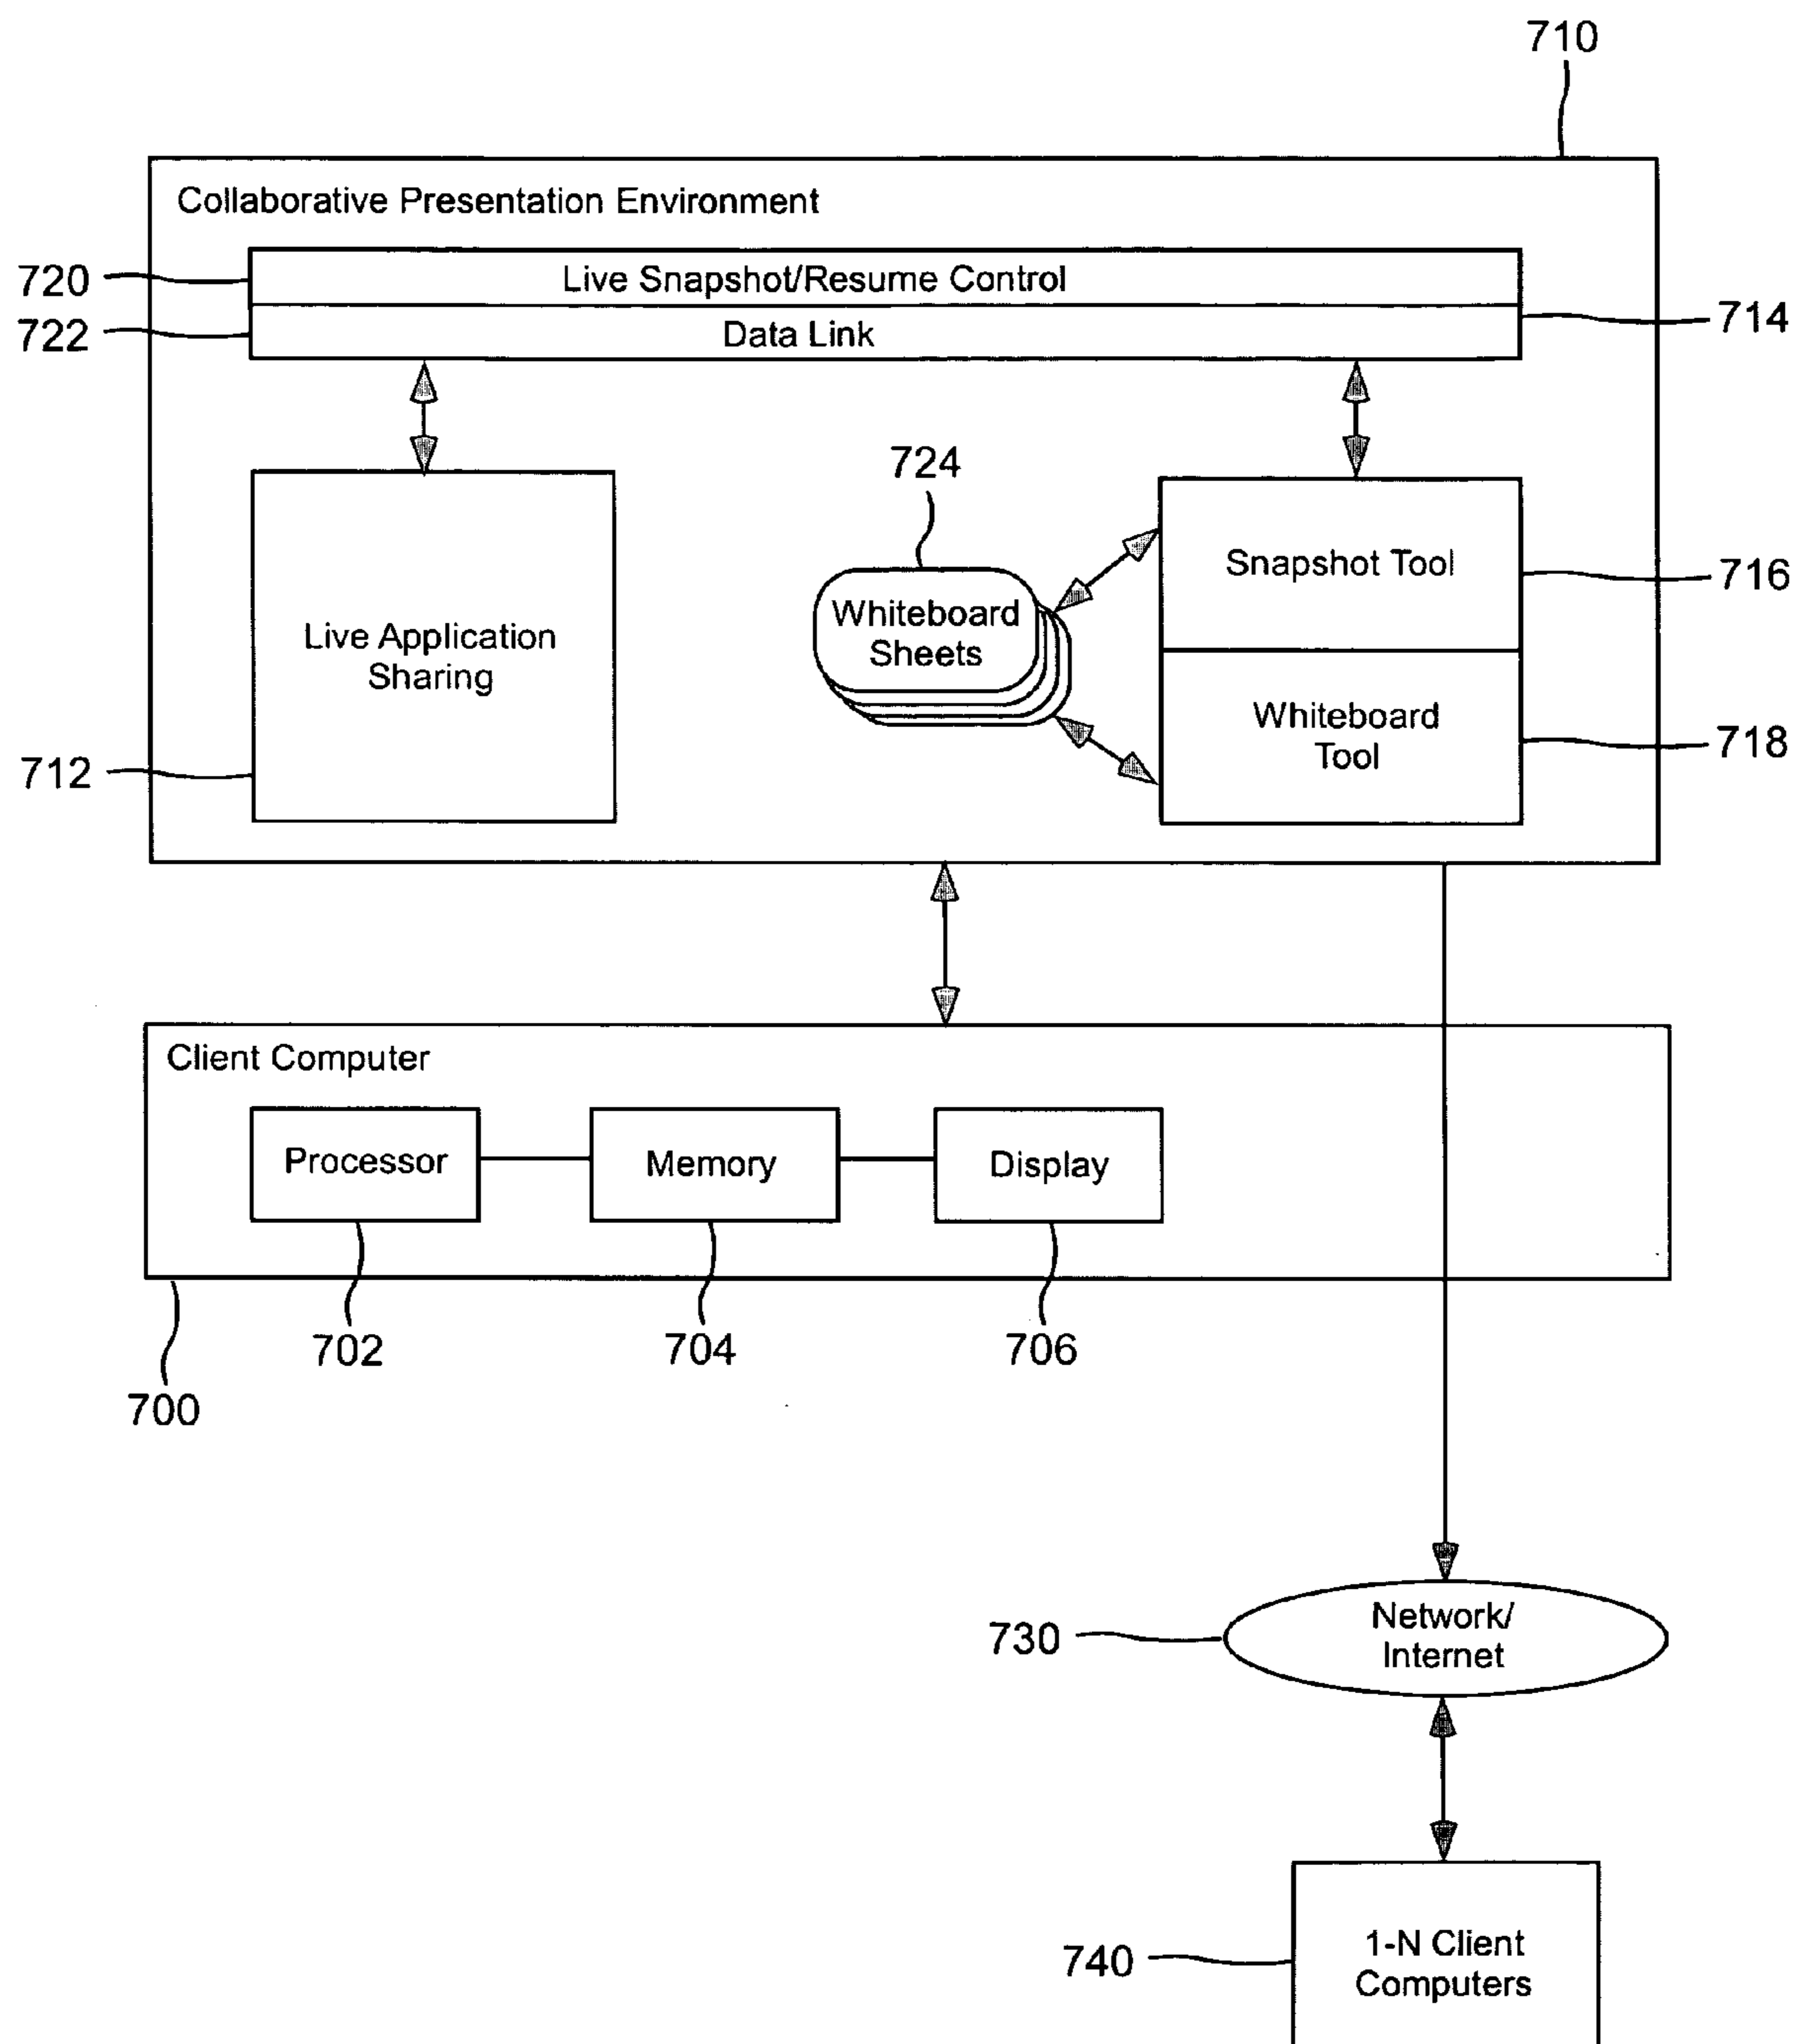 710
Collaborative Presentation Environment
720
Live Snapshot/Resume Control
722
Data Link
714
724
Whiteboard
Sheets
Snapshot Tool
716
Live Application
Sharing
Whiteboard
Tool
718
712
Client Computer
Processor
Memory
Display
702
704
706
700
730
Network/
Internet
740
1-N Client
Computers